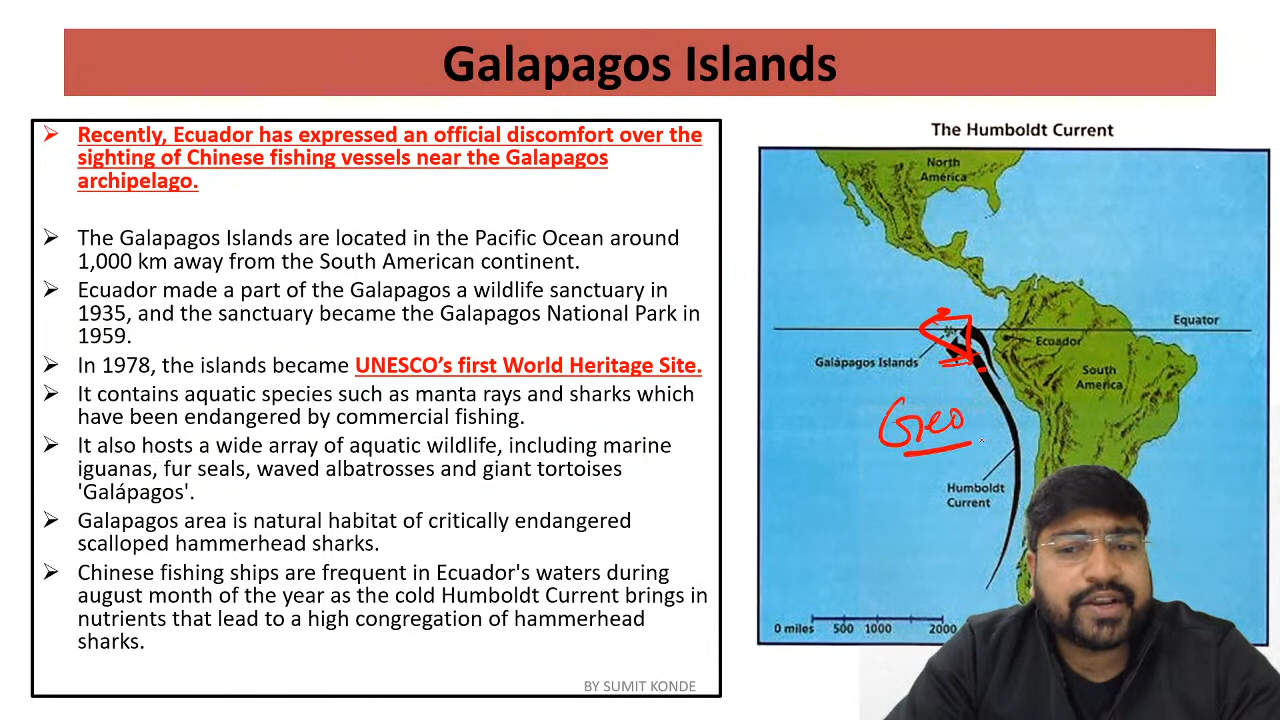 Galapagos Islands
Recently, Ecuador has expressed an official discomfort over the
sighting of Chinese fishing vessels near the Galapagos
archipelago.
The Galapagos Islands are located in the Pacific Ocean around
1,000 km away from the South American continent.
Ecuador made a part of the Galapagos a wildlife sanctuary in
1935, and the sanctuary became the Galapagos National Park in
1959.
In 1978, the islands became UNESCO’s first World Heritage Site.
It contains aquatic species such as manta rays and sharks which
have been endangered by commercial fishing.
It also hosts a wide array of aquatic wildlife, including marine
iguanas, fur seals, waved albatrosses and giant tortoises
'Galápagos'.
Galapagos area is natural habitat of critically endangered
scalloped hammerhead sharks.
Chinese fishing ships are frequent in Ecuador's waters during
august month of the year as the cold Humboldt Current brings in
nutrients that lead to a high congregation of hammerhead
sharks.
BY SUMIT KONDE
The Humboldt Current
North
América
Equator
Ecuador
Galápagos Islands
South
América
Geo
Humboldt
Current
0 miles 500 1000 2000